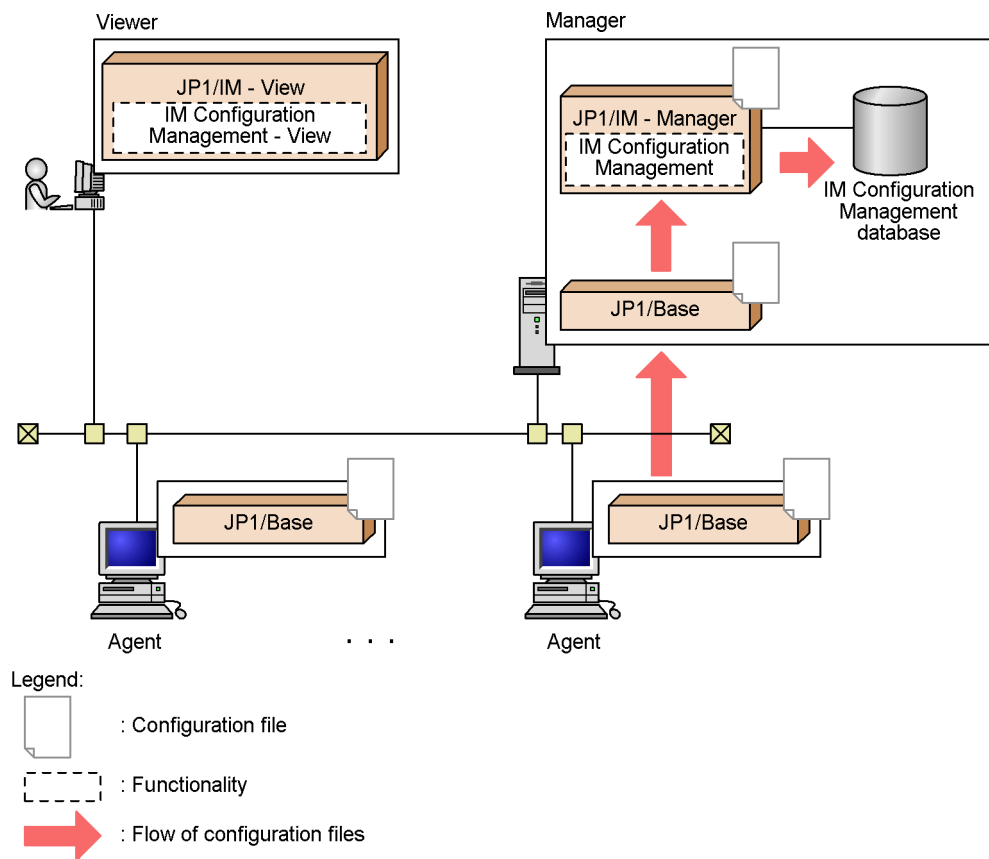 Viewer
Manager
JP1/IM - View
IM Configuration
Management - View
JP1/IM - Manager
IM Configuration
Management
IM Configuration
Management
database
JP1/Base
JP1/Base
JP1/Base
Agent
. . .
Agent
Legend:
: Configuration file
: Functionality
: Flow of configuration files